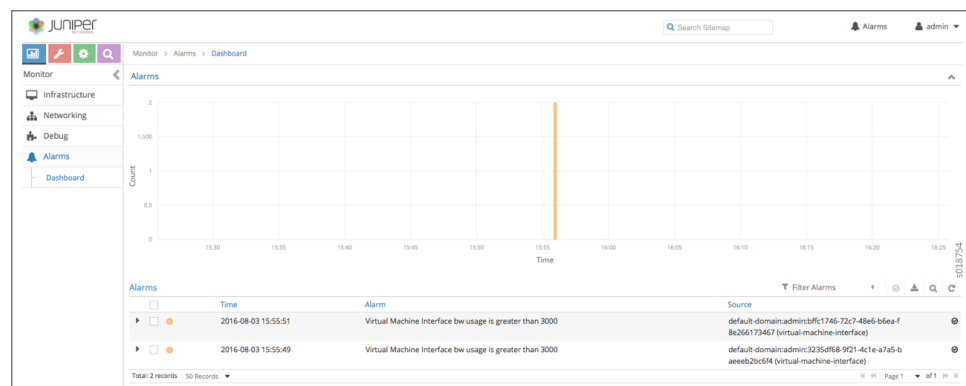 JUNIPER
NETWORKS
Search Sitemap
Alarms
admin
Monitor
Monitor > Alarms > Dashboard
Infrastructure
Networking
Debug
Alarms
Dashboard
Alarms
2
1.500
1
0.5
0
Count
15:30 15:35 15:40 15:45 15:50 15:55 16:00 16:05 16:10 16:15 16:20 16:25
Time
s018754
Alarms
Filter Alarms
Time Alarm Source
2016-08-03 15:55:51 Virtual Machine Interface bw usage is greater than 3000 default-domain:admin:bffc1746-72c7-48e6-b6ea-f
8e266173467 (virtual-machine-interface)
2016-08-03 15:55:49 Virtual Machine Interface bw usage is greater than 3000 default-domain:admin:3235df68-9f21-4c1e-a7a5-b
aeeeb2bc6f4 (virtual-machine-interface)
Total: 2 records 50 Records Page 1 of 1